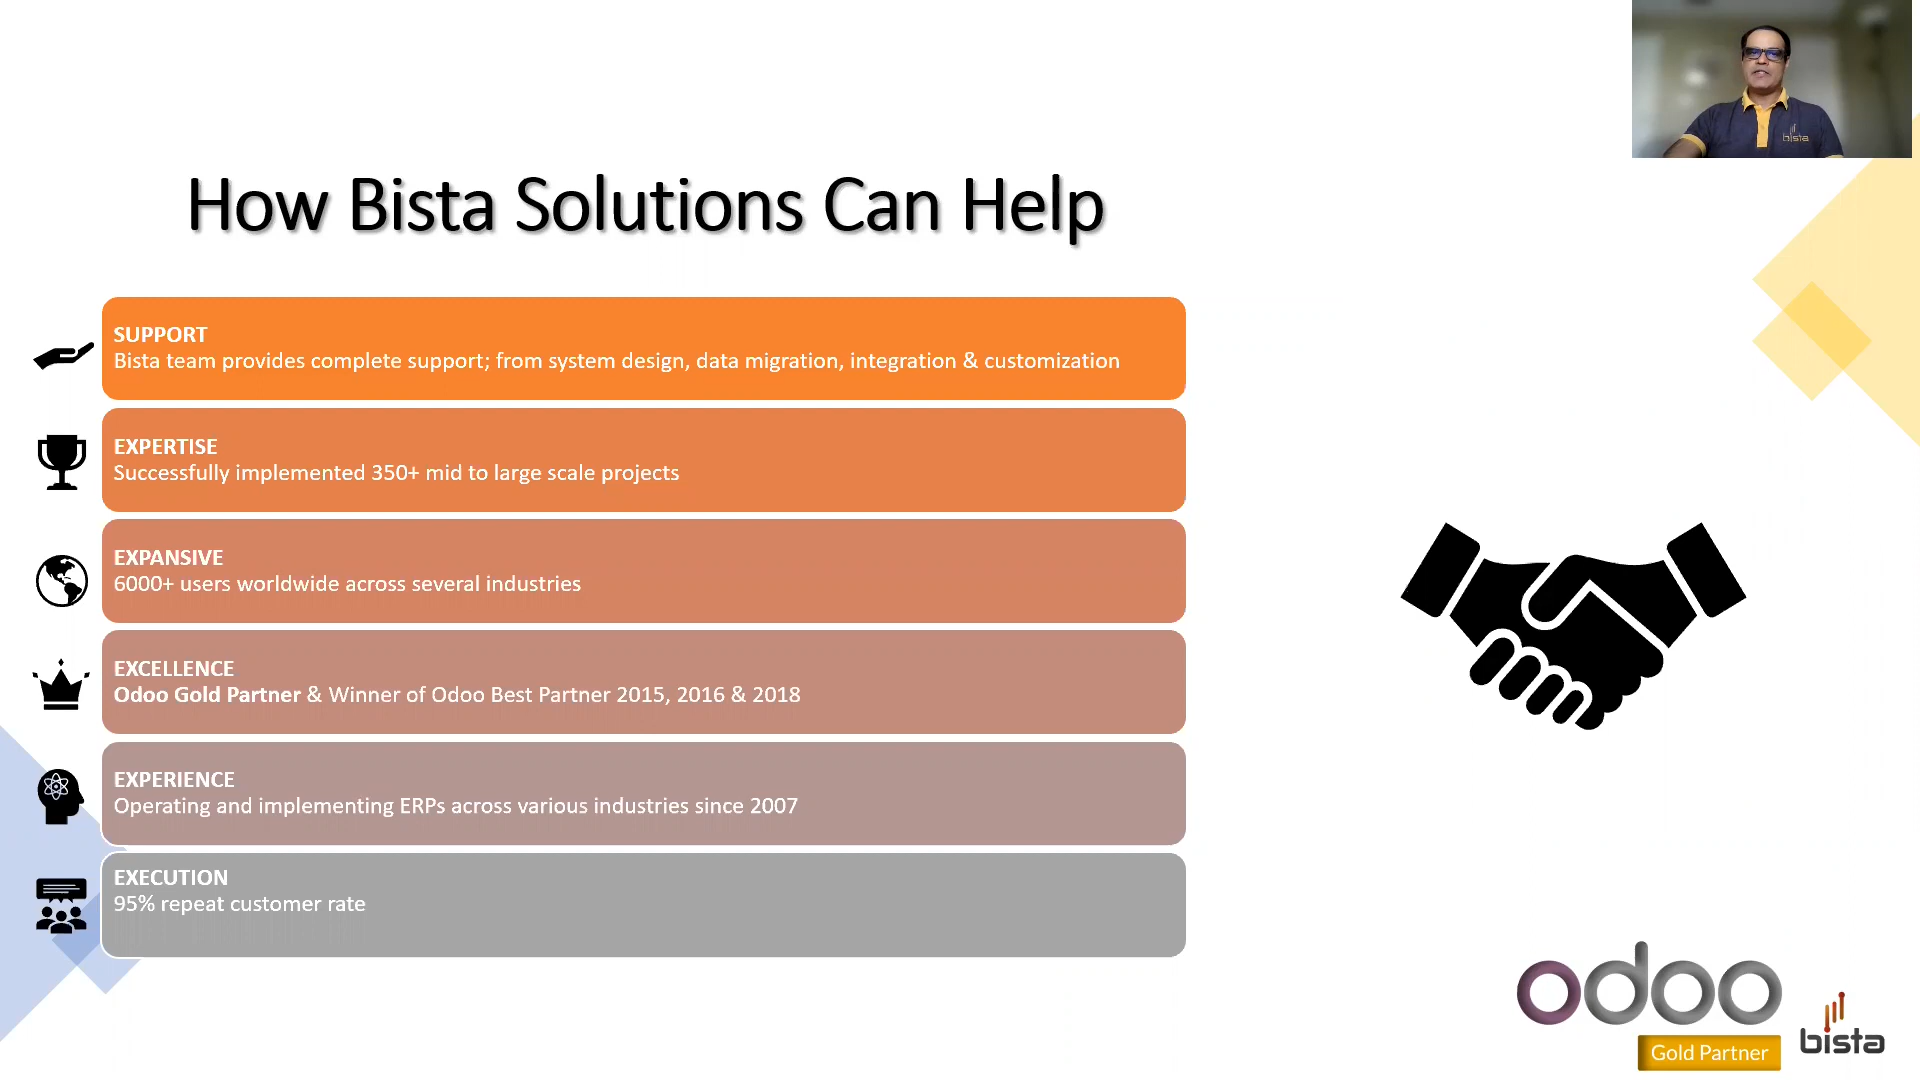 bista
How Bista Solutions Can Help
SUPPORT
Bista team provides complete support; from system design, data migration, integration & customization
EXPERTISE
Successfully implemented 350+ mid to large scale projects
EXPANSIVE
6000+ users worldwide across several industries
EXCELLENCE
Odoo Gold Partner & Winner of Odoo Best Partner 2015, 2016 & 2018
EXPERIENCE
Operating and implementing ERPs across various industries since 2007
EXECUTION
95% repeat customer rate
odoo
Gold Partner
bista